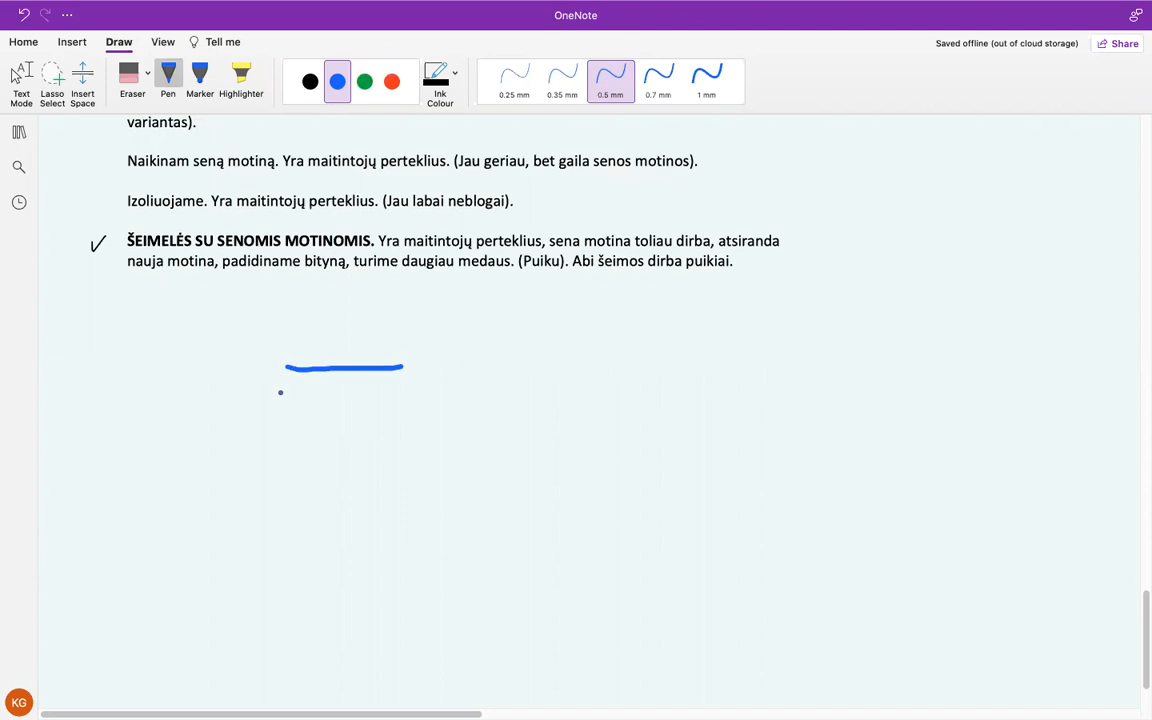 OneNote
Home Insert Draw View Tell me
Saved offline (out of cloud storage) Share
Text Mode
Lasso Select
Insert Space
Eraser
Pen
Marker
Highlighter
Ink Colour
0.25 mm
0.35 mm
0.5 mm
0.7 mm
1 mm
variantas).
Naikinam seną motiną. Yra maitintojų perteklius. (Jau geriau, bet gaila senos motinos).
Izoliuojame. Yra maitintojų perteklius. (Jau labai neblogai).
ŠEIMELĖS SU SENOMIS MOTINOMIS. Yra maitintojų perteklius, sena motina toliau dirba, atsiranda
nauja motina, padidiname bityną, turime daugiau medaus. (Puiku). Abi šeimos dirba puikiai.
KG